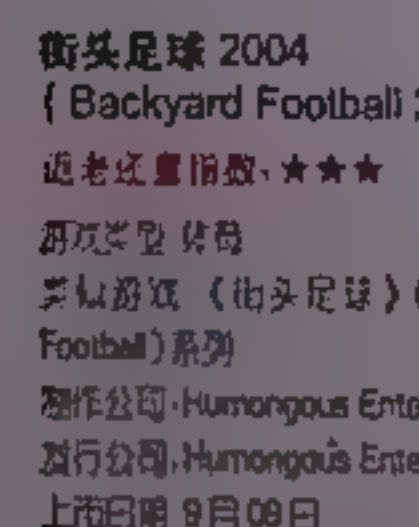 街头足球 2004
( Backyard Football
★★★
游戏类型 体育
类似游戏 《街头足球》(
Football)系列
制作公司:Humongous Ente
发行公司:Humongous Ente
上市日期 9月09日